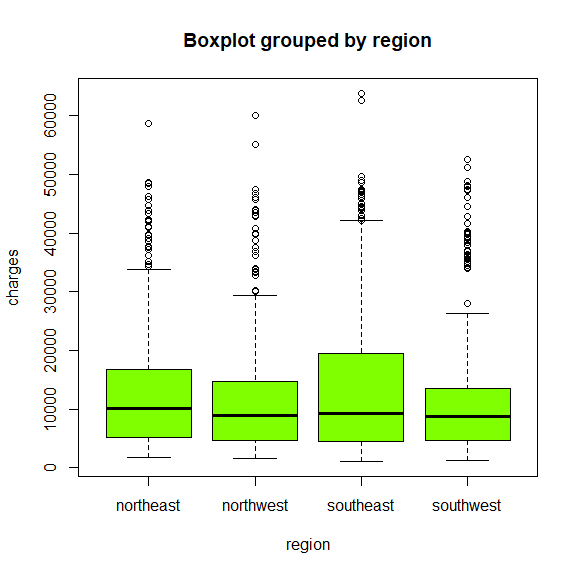 Boxplot grouped by region
charges
60000
50000
40000
30000
20000
10000
0
northeast northwest southeast southwest
region